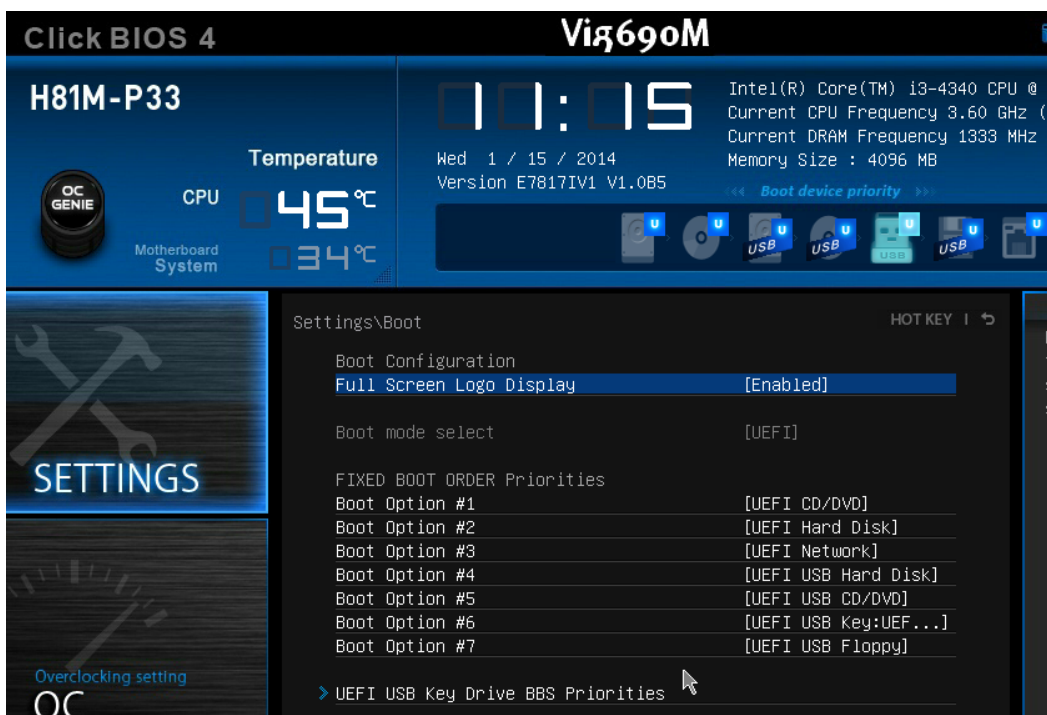 Click BIOS 4
Vig690M
H81M-P33
11:15
Intel(R) Core(TM) i3-4340 CPU @
Current CPU Frequency 3.60 GHz (
Current DRAM Frequency 1333 MHz
Memory Size : 4096 MB
Wed 1 / 15 / 2014
Version E7817IV1 V1.0B5
Temperature
OC
GENIE
CPU
45°C
Motherboard
System
34°C
Boot device priority
U
U
U
USB
U
USB
U
USB
U
USB
U
Settings\Boot
HOT KEY
Boot Configuration
Full Screen Logo Display [Enabled]
Boot mode select [UEFI]
FIXED BOOT ORDER Priorities
Boot Option #1 [UEFI CD/DVD]
Boot Option #2 [UEFI Hard Disk]
Boot Option #3 [UEFI Network]
Boot Option #4 [UEFI USB Hard Disk]
Boot Option #5 [UEFI USB CD/DVD]
Boot Option #6 [UEFI USB Key:UEF...]
Boot Option #7 [UEFI USB Floppy]
UEFI USB Key Drive BBS Priorities
SETTINGS
Overclocking setting
OC